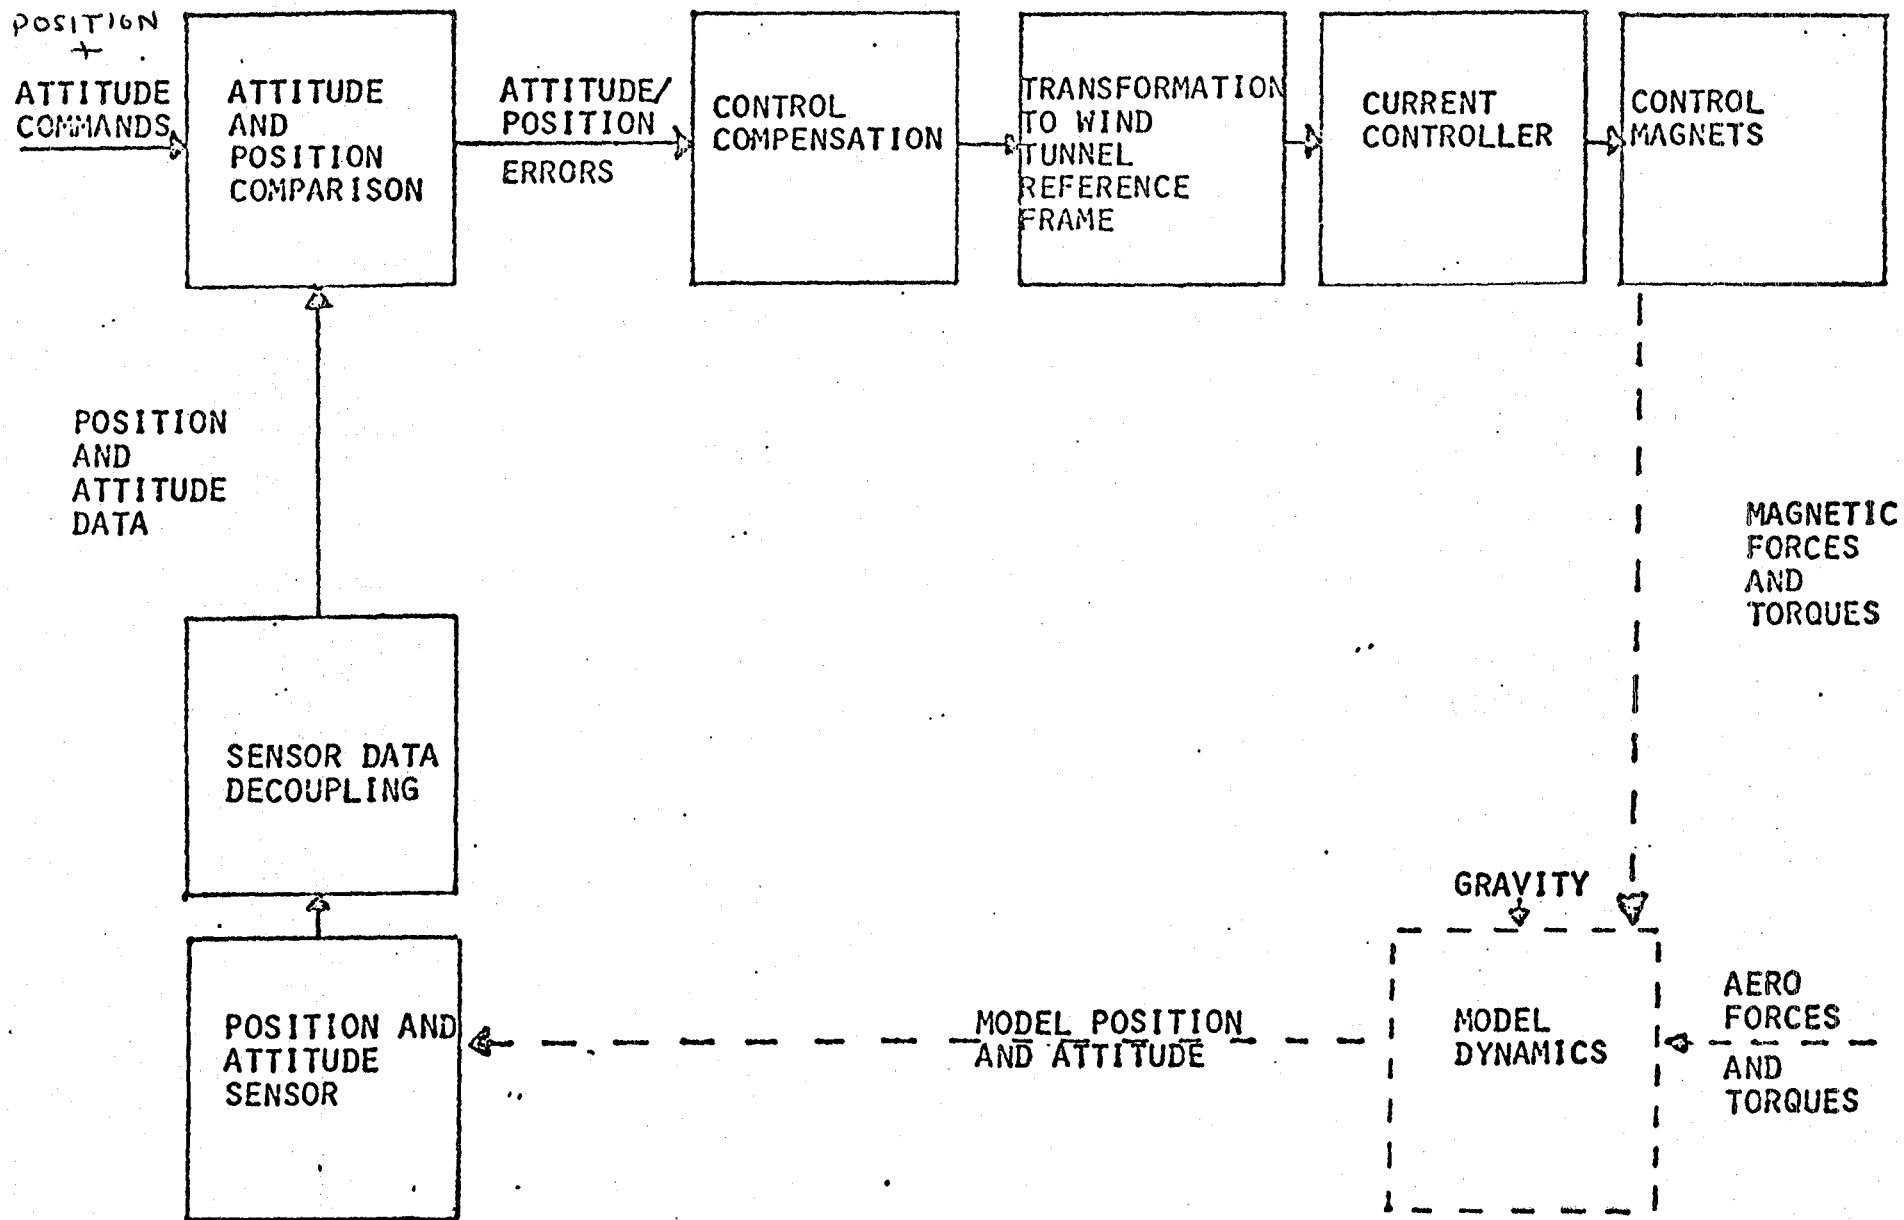 POSITION
+
ATTITUDE
COMMANDS
ATTITUDE
AND
POSITION
COMPARISON
ATTITUDE/
POSITION
ERRORS
CONTROL
COMPENSATION
TRANSFORMATION
TO WIND
TUNNEL
REFERENCE
FRAME
CURRENT
CONTROLLER
CONTROL
MAGNETS
POSITION
AND
ATTITUDE
DATA
MAGNETIC
FORCES
AND
TORQUES
SENSOR DATA
DECOUPLING
GRAVITY
POSITION AND
ATTITUDE
SENSOR
MODEL POSITION
AND ATTITUDE
MODEL
DYNAMICS
AERO
FORCES
AND
TORQUES